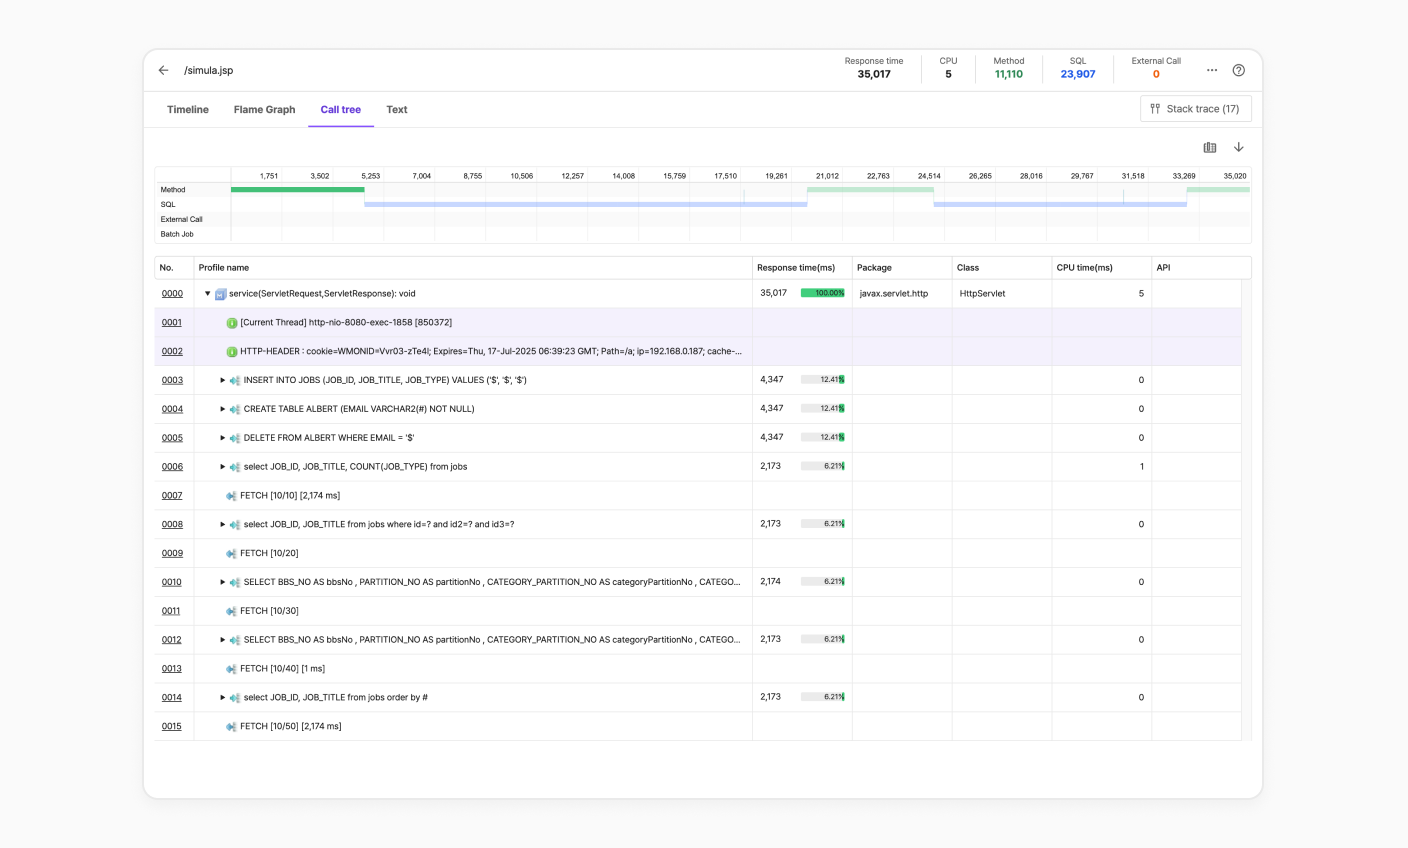 /simula.jsp
Response time CPU Method SQL External Call
35,017 5 11,110 23,907 0
Timeline Flame Graph Call tree Text Stack trace (17)
1,751 3,502 5,253 7,004 8,755 10,506 12,257 14,008 15,759 17,510 19,261 21,012 22,763 24,514 26,265 28,016 29,767 31,518 33,269 35,020
Method
SQL
External Call
Batch Job
No. Profile name Response time(ms) Package Class CPU time(ms) API
0000 service(ServletRequest,ServletResponse): void 35,017 100.00% javax.servlet.http HttpServlet 5
0001 [Current Thread] http-nio-8080-exec-1858 [850372]
0002 HTTP-HEADER : cookie=WMONID=Vvr03-zTe4l; Expires=Thu, 17-Jul-2025 06:39:23 GMT; Path=/a; ip=192.168.0.187; cache-...
0003 INSERT INTO JOBS (JOB_ID, JOB_TITLE, JOB_TYPE) VALUES ('$', '$', '$') 4,347 12.41% 0
0004 CREATE TABLE ALBERT (EMAIL VARCHAR2(#) NOT NULL) 4,347 12.41% 0
0005 DELETE FROM ALBERT WHERE EMAIL = '$' 4,347 12.41% 0
0006 select JOB_ID, JOB_TITLE, COUNT(JOB_TYPE) from jobs 2,173 6.21% 1
0007 FETCH [10/10] [2,174 ms]
0008 select JOB_ID, JOB_TITLE from jobs where id=? and id2=? and id3=? 2,173 6.21% 0
0009 FETCH [10/20]
0010 SELECT BBS_NO AS bbsNo , PARTITION_NO AS partitionNo , CATEGORY_PARTITION_NO AS categoryPartitionNo , CATEGO... 2,174 6.21% 0
0011 FETCH [10/30]
0012 SELECT BBS_NO AS bbsNo , PARTITION_NO AS partitionNo , CATEGORY_PARTITION_NO AS categoryPartitionNo , CATEGO... 2,173 6.21% 0
0013 FETCH [10/40] [1 ms]
0014 select JOB_ID, JOB_TITLE from jobs order by # 2,173 6.21% 0
0015 FETCH [10/50] [2,174 ms]